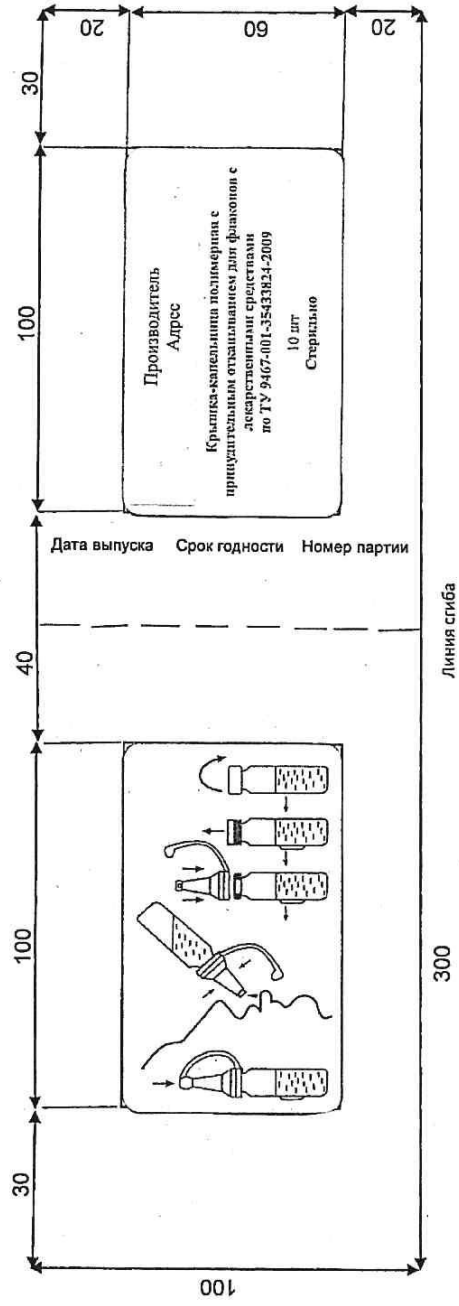 30
100
40
100
30
20
60
20
100
300
Производитель
Адрес
Крышка-капельница полимерная с
принудительным откапыванием для флаконов с
лекарственными средствами
по ТУ 9467-001-35433824-2009
10 шт
Стерильно
Дата выпуска
Срок годности
Номер партии
Линия сгиба